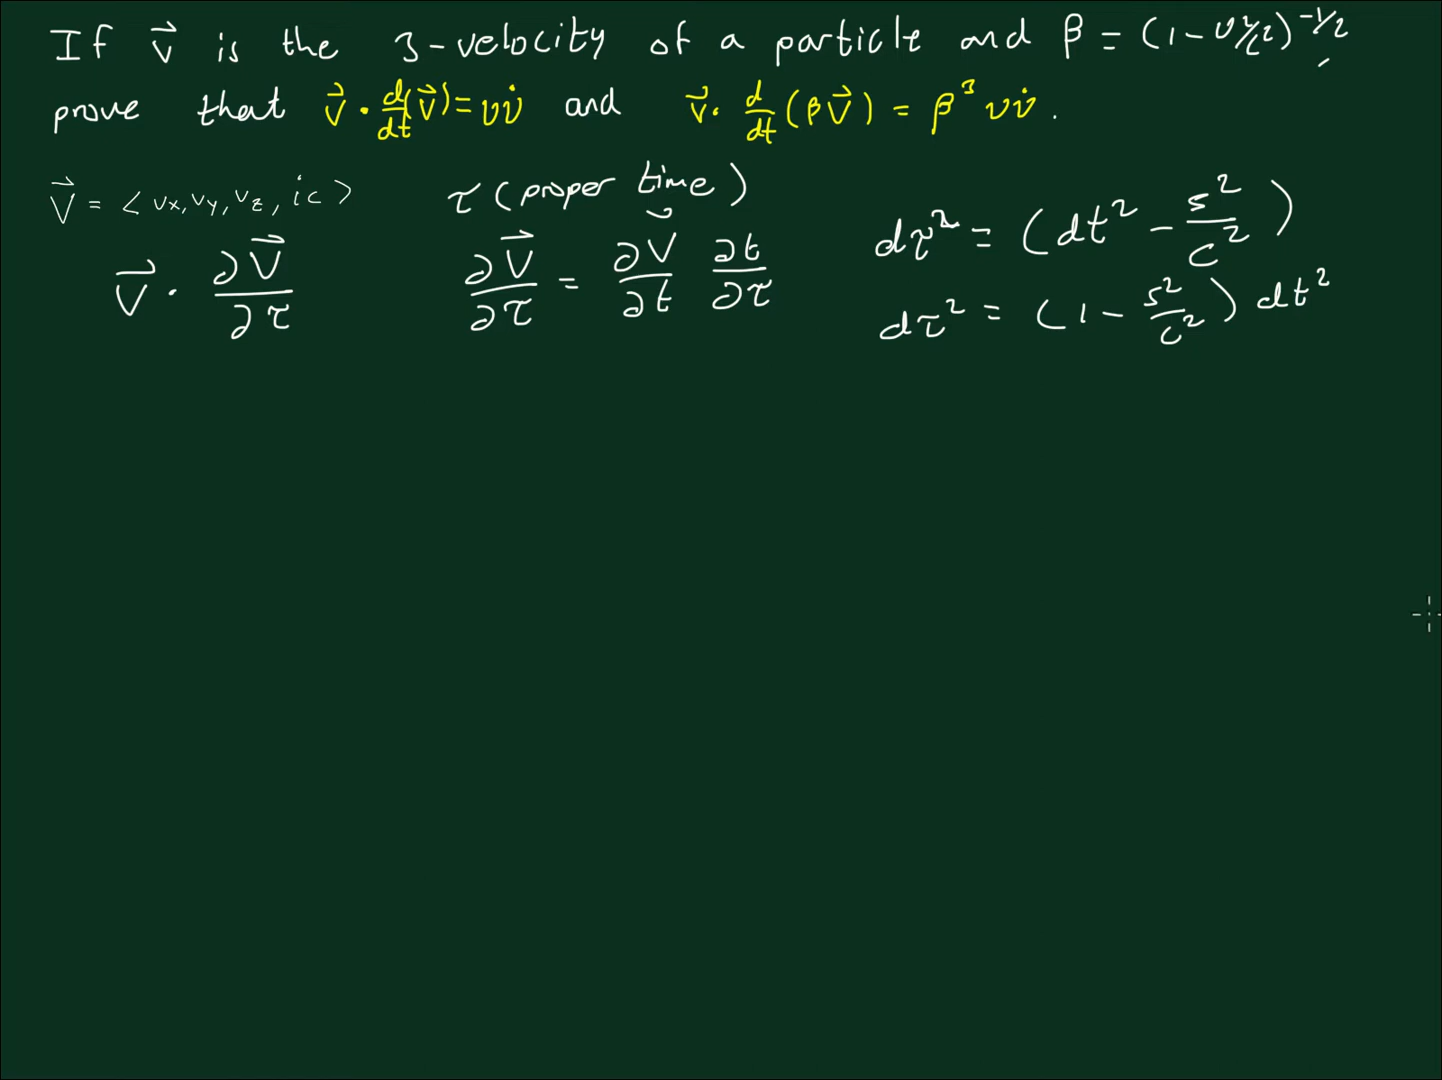 If v⃗ is the 3-velocity of a particle and β = (1 - v²/c²)^-1/2,
prove that v⃗ · d/dt(v⃗) = vv̇ and v⃗ · d/dt(βv⃗) = β³vv̇.
V⃗ = < vx, vy, vz, ic > τ (proper time) dτ² = (dt² - s²/c²)
V⃗ · ∂V⃗/∂τ ∂V⃗/∂τ = ∂V⃗/∂t ∂t/∂τ dτ² = (1 - s²/c²) dt²